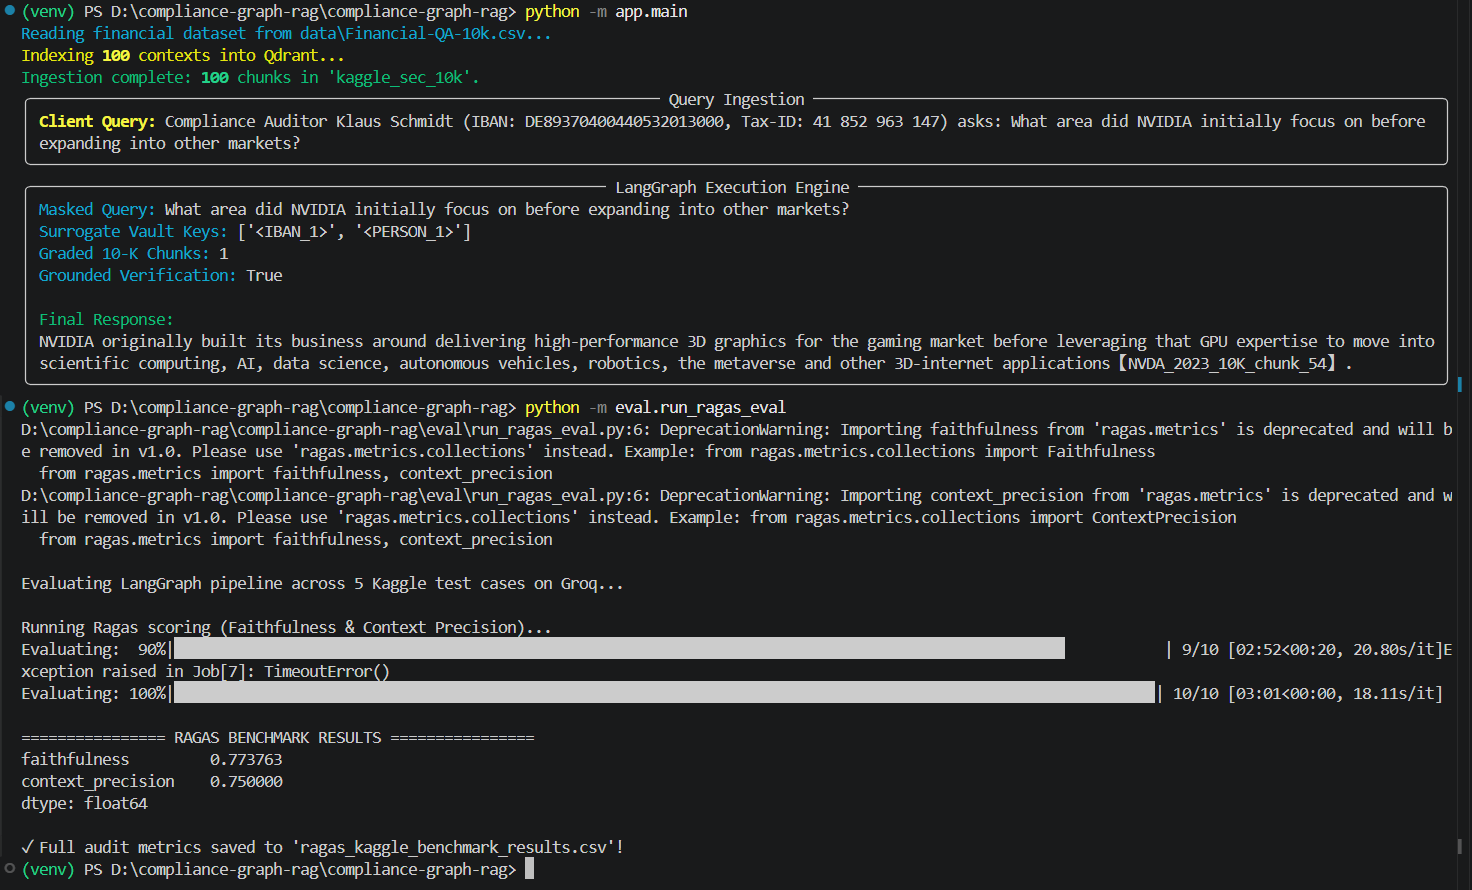 (venv) PS D:\compliance-graph-rag\compliance-graph-rag> python -m app.main
Reading financial dataset from data\Financial-QA-10k.csv...
Indexing 100 contexts into Qdrant...
Ingestion complete: 100 chunks in 'kaggle_sec_10k'.
Query Ingestion
Client Query: Compliance Auditor Klaus Schmidt (IBAN: DE89370400440532013000, Tax-ID: 41 852 963 147) asks: What area did NVIDIA initially focus on before
expanding into other markets?
LangGraph Execution Engine
Masked Query: What area did NVIDIA initially focus on before expanding into other markets?
Surrogate Vault Keys: ['<IBAN_1>', '<PERSON_1>']
Graded 10-K Chunks: 1
Grounded Verification: True
Final Response:
NVIDIA originally built its business around delivering high-performance 3D graphics for the gaming market before leveraging that GPU expertise to move into
scientific computing, AI, data science, autonomous vehicles, robotics, the metaverse and other 3D-internet applications【NVDA_2023_10K_chunk_54】.
(venv) PS D:\compliance-graph-rag\compliance-graph-rag> python -m eval.run_ragas_eval
D:\compliance-graph-rag\compliance-graph-rag\eval\run_ragas_eval.py:6: DeprecationWarning: Importing faithfulness from 'ragas.metrics' is deprecated and will b
e removed in v1.0. Please use 'ragas.metrics.collections' instead. Example: from ragas.metrics.collections import Faithfulness
  from ragas.metrics import faithfulness, context_precision
D:\compliance-graph-rag\compliance-graph-rag\eval\run_ragas_eval.py:6: DeprecationWarning: Importing context_precision from 'ragas.metrics' is deprecated and w
ill be removed in v1.0. Please use 'ragas.metrics.collections' instead. Example: from ragas.metrics.collections import ContextPrecision
  from ragas.metrics import faithfulness, context_precision
Evaluating LangGraph pipeline across 5 Kaggle test cases on Groq...
Running Ragas scoring (Faithfulness & Context Precision)...
Evaluating:  90%| | 9/10 [02:52<00:20, 20.80s/it]E
xception raised in Job[7]: TimeoutError()
Evaluating: 100%| | 10/10 [03:01<00:00, 18.11s/it]
================ RAGAS BENCHMARK RESULTS ================
faithfulness         0.773763
context_precision    0.750000
dtype: float64
✓ Full audit metrics saved to 'ragas_kaggle_benchmark_results.csv'!
(venv) PS D:\compliance-graph-rag\compliance-graph-rag>